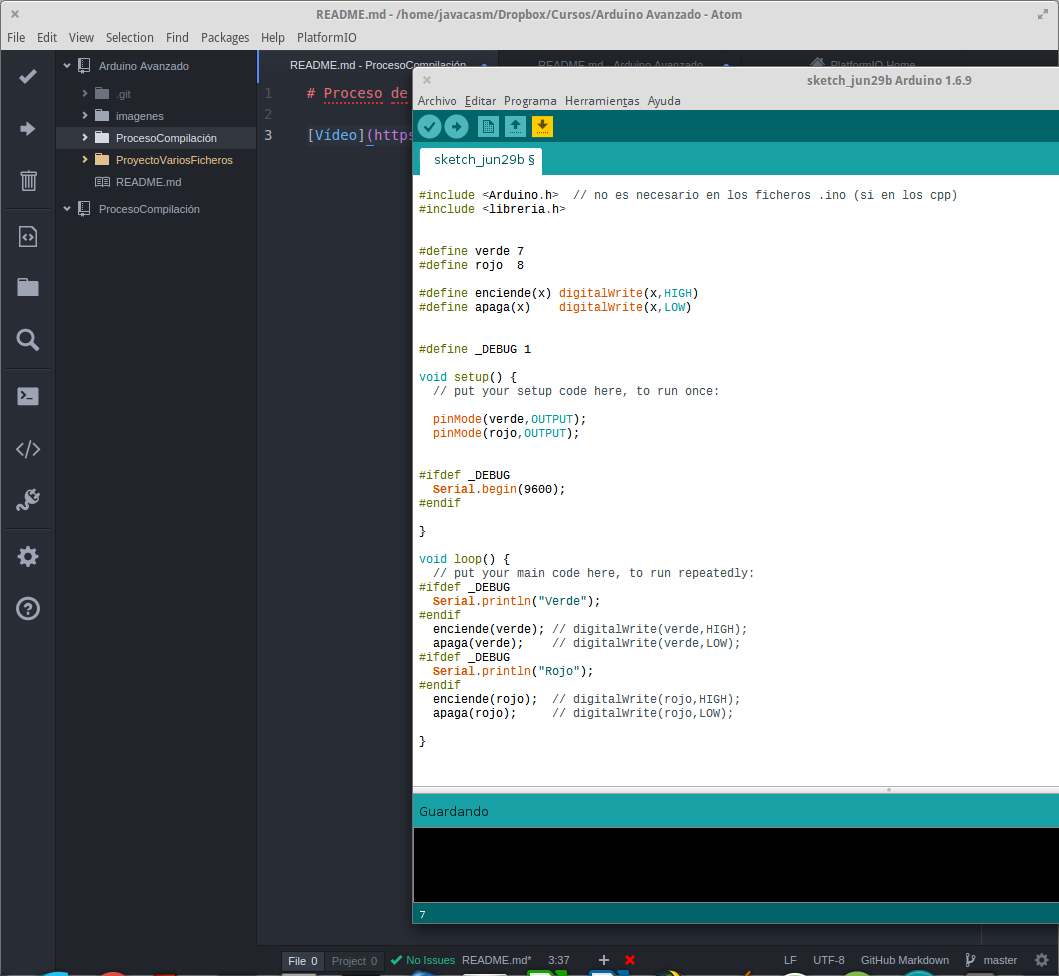 README.md - /home/javacasm/Dropbox/Cursos/Arduino Avanzado - Atom
File Edit View Selection Find Packages Help PlatformIO
Arduino Avanzado
.git
imagenes
ProcesoCompilación
ProyectoVariosFicheros
README.md
ProcesoCompilación
README.md - ProcesoCompilación
README.md - Arduino Avanzado
PlatformIO Home
1 # Proceso de
2
3 [Vídeo](https
sketch_jun29b Arduino 1.6.9
Archivo Editar Programa Herramientas Ayuda
sketch_jun29b §
#include <Arduino.h>  // no es necesario en los ficheros .ino (si en los cpp)
#include <libreria.h>
#define verde 7
#define rojo  8
#define enciende(x) digitalWrite(x,HIGH)
#define apaga(x)    digitalWrite(x,LOW)
#define _DEBUG 1
void setup() {
  // put your setup code here, to run once:
  pinMode(verde,OUTPUT);
  pinMode(rojo,OUTPUT);
#ifdef _DEBUG
  Serial.begin(9600);
#endif
}
void loop() {
  // put your main code here, to run repeatedly:
#ifdef _DEBUG
  Serial.println("Verde");
#endif
  enciende(verde); // digitalWrite(verde,HIGH);
  apaga(verde);    // digitalWrite(verde,LOW);
#ifdef _DEBUG
  Serial.println("Rojo");
#endif
  enciende(rojo);  // digitalWrite(rojo,HIGH);
  apaga(rojo);     // digitalWrite(rojo,LOW);
}
Guardando
7
File 0 Project 0 No Issues README.md* 3:37 LF UTF-8 GitHub Markdown master